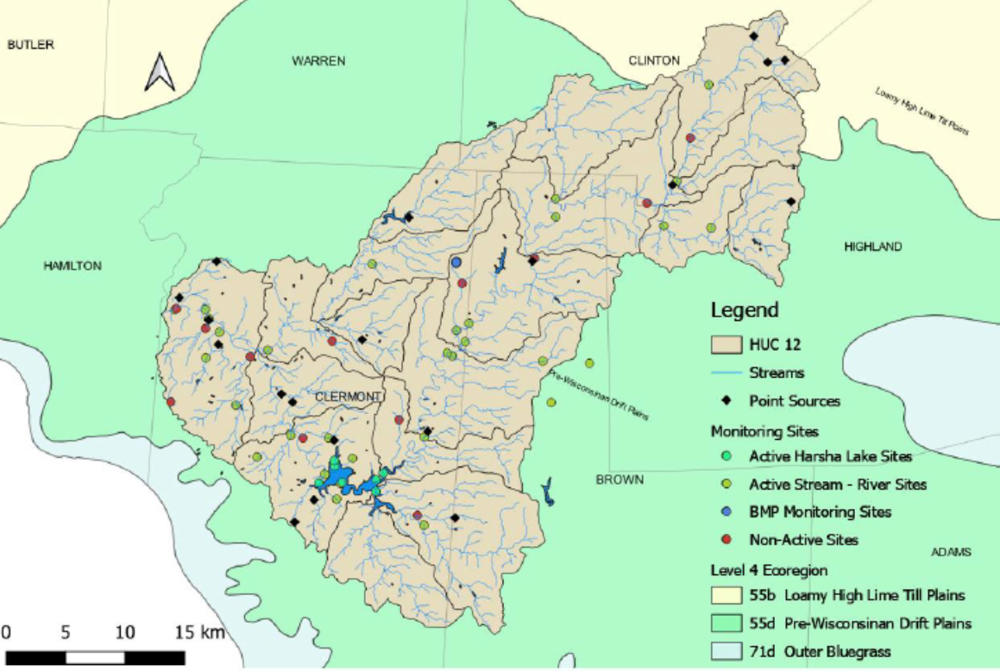 BUTLER
WARREN
CLINTON
Loamy High Lime Till Plains
HIGHLAND
HAMILTON
CLERMONT
Pre-Wisconsinan Drift Plains
BROWN
ADAMS
Legend
HUC 12
Streams
Point Sources
Monitoring Sites
Active Harsha Lake Sites
Active Stream - River Sites
BMP Monitoring Sites
Non-Active Sites
Level 4 Ecoregion
55b Loamy High Lime Till Plains
55d Pre-Wisconsinan Drift Plains
71d Outer Bluegrass
0 5 10 15 km